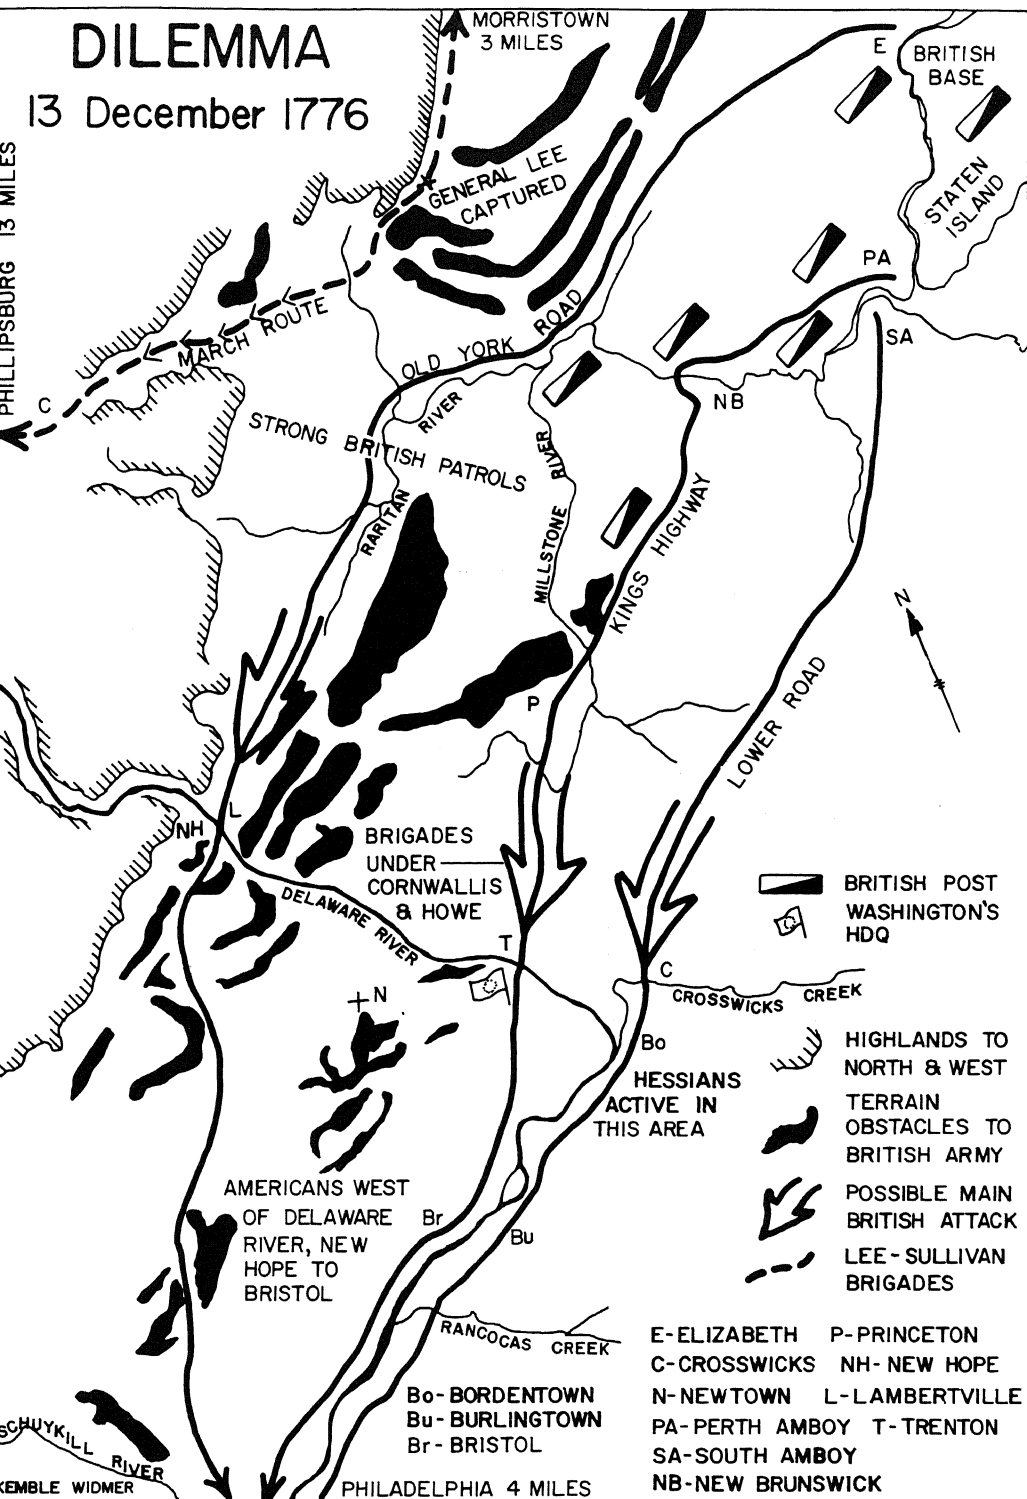 DILEMMA
13 December 1776
MORRISTOWN
3 MILES
E
BRITISH
BASE
STATEN
ISLAND
GENERAL LEE
CAPTURED
PHILLIPSBURG 13 MILES
MARCH ROUTE
C
OLD YORK ROAD
PA
SA
NB
RARITAN RIVER
STRONG BRITISH PATROLS
MILLSTONE RIVER
KINGS HIGHWAY
N
LOWER ROAD
P
L
NH
BRIGADES
UNDER
CORNWALLIS
& HOWE
DELAWARE RIVER
T
C
CROSSWICKS CREEK
N
Bo
HESSIANS
ACTIVE IN
THIS AREA
AMERICANS WEST
OF DELAWARE
RIVER, NEW
HOPE TO
BRISTOL
Br
Bu
RANCOCAS CREEK
BRITISH POST
WASHINGTON'S
HDQ
HIGHLANDS TO
NORTH & WEST
TERRAIN
OBSTACLES TO
BRITISH ARMY
POSSIBLE MAIN
BRITISH ATTACK
LEE-SULLIVAN
BRIGADES
E-ELIZABETH P-PRINCETON
C-CROSSWICKS NH-NEW HOPE
N-NEWTOWN L-LAMBERTVILLE
PA-PERTH AMBOY T-TRENTON
SA-SOUTH AMBOY
NB-NEW BRUNSWICK
Bo-BORDENTOWN
Bu-BURLINGTOWN
Br-BRISTOL
SCHUYKILL RIVER
KEMBLE WIDMER
PHILADELPHIA 4 MILES